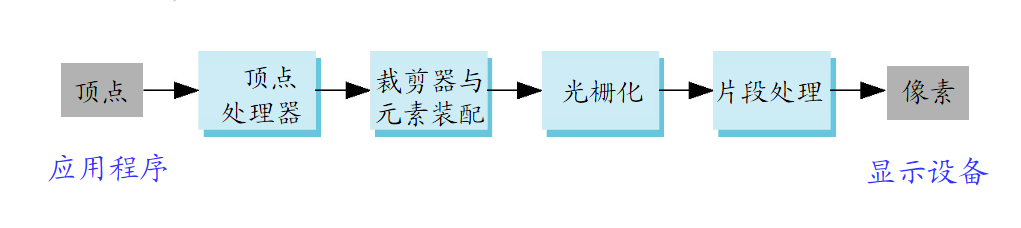 顶点
顶点
处理器
裁剪器与
元素装配
光栅化
片段处理
像素
应用程序
显示设备